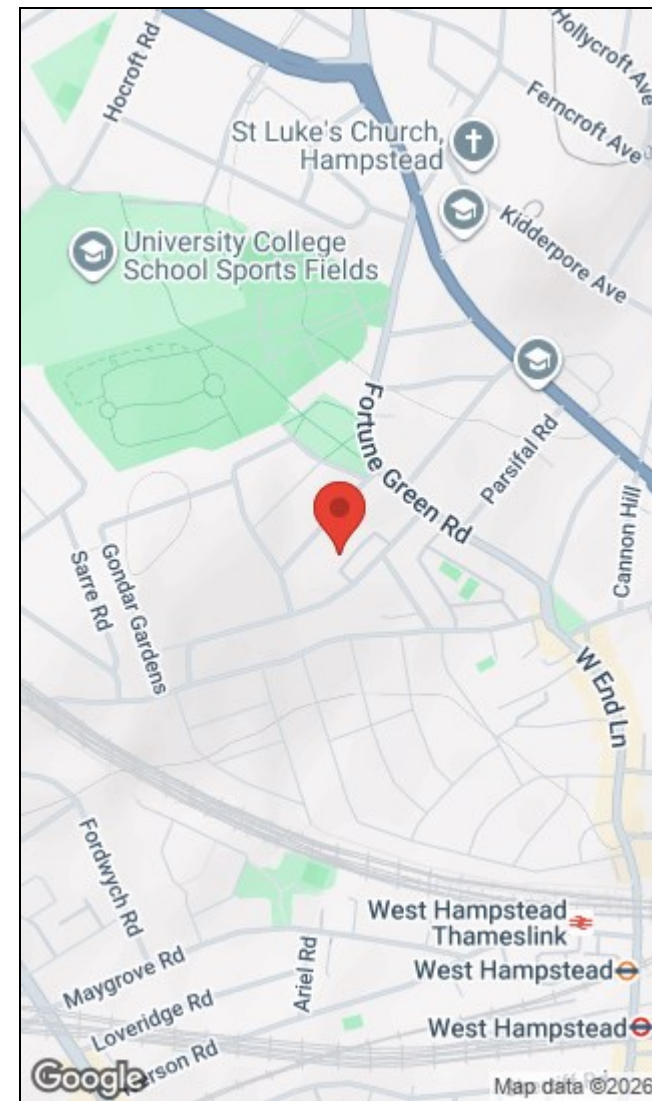 Hollycroft Ave
Hocroft Rd
Ferncroft Ave
St Luke's Church,
Hampstead
Kidderpore Ave
University College
School Sports Fields
Fortune Green Rd
Parsifal Rd
Cannon Hill
Sarre Rd
Gondar Gardens
W End Ln
Fordwych Rd
West Hampstead
Thameslink
Maygrove Rd
Ariel Rd
West Hampstead
Loveridge Rd
West Hampstead
Google
Map data ©2026